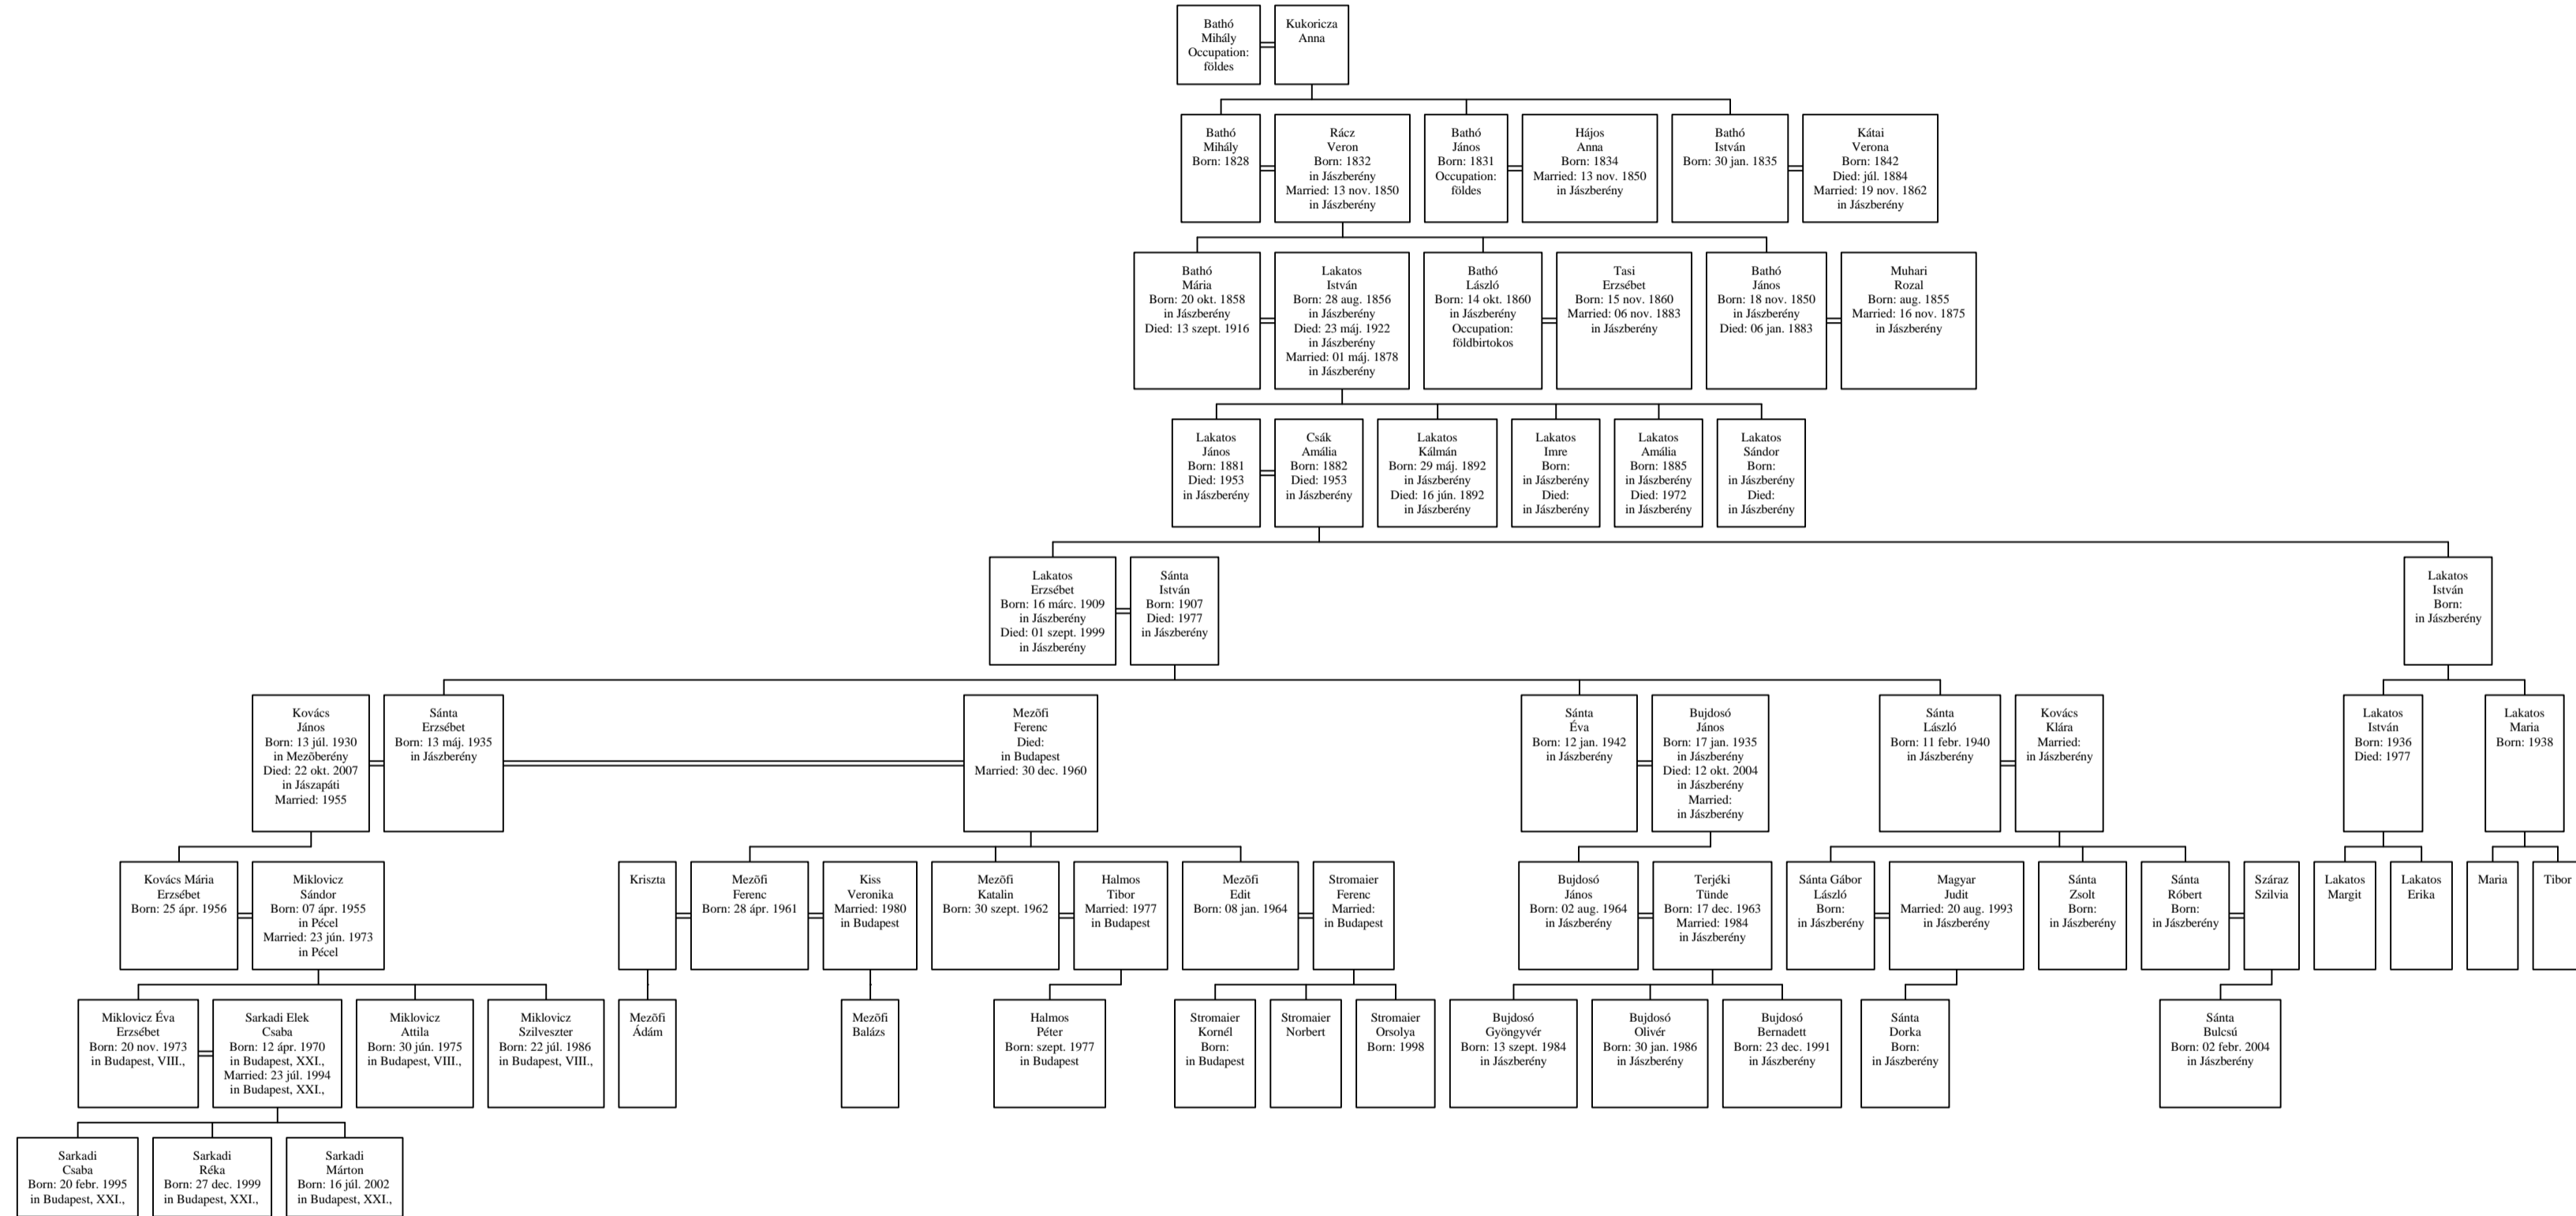 Bathó
Mihály
Occupation:
földes
Kukoricza
Anna
Bathó
Mihály
Born: 1828
Rácz
Veron
Born: 1832
in Jászberény
Married: 13 nov. 1850
in Jászberény
Bathó
János
Born: 1831
Occupation:
földes
Hájos
Anna
Born: 1834
Married: 13 nov. 1850
in Jászberény
Bathó
István
Born: 30 jan. 1835
Kátai
Verona
Born: 1842
Died: júl. 1884
Married: 19 nov. 1862
in Jászberény
Bathó
Mária
Born: 20 okt. 1858
in Jászberény
Died: 13 szept. 1916
Lakatos
István
Born: 28 aug. 1856
in Jászberény
Died: 23 máj. 1922
in Jászberény
Married: 01 máj. 1878
in Jászberény
Bathó
László
Born: 14 okt. 1860
in Jászberény
Occupation:
földbirtokos
Tasi
Erzsébet
Born: 15 nov. 1860
Married: 06 nov. 1883
in Jászberény
Bathó
János
Born: 18 nov. 1850
in Jászberény
Died: 06 jan. 1883
Muhari
Rozal
Born: aug. 1855
Married: 16 nov. 1875
in Jászberény
Lakatos
János
Born: 1881
Died: 1953
in Jászberény
Csák
Amália
Born: 1882
Died: 1953
in Jászberény
Lakatos
Kálmán
Born: 29 máj. 1892
in Jászberény
Died: 16 jún. 1892
in Jászberény
Lakatos
Imre
Born:
in Jászberény
Died:
in Jászberény
Lakatos
Amália
Born: 1885
in Jászberény
Died: 1972
in Jászberény
Lakatos
Sándor
Born:
in Jászberény
Died:
in Jászberény
Lakatos
Erzsébet
Born: 16 márc. 1909
in Jászberény
Died: 01 szept. 1999
in Jászberény
Sánta
István
Born: 1907
Died: 1977
in Jászberény
Lakatos
István
Born:
in Jászberény
Kovács
János
Born: 13 júl. 1930
in Mezõberény
Died: 22 okt. 2007
in Jászapáti
Married: 1955
Sánta
Erzsébet
Born: 13 máj. 1935
in Jászberény
Mezõfi
Ferenc
Died:
in Budapest
Married: 30 dec. 1960
Sánta
Éva
Born: 12 jan. 1942
in Jászberény
Bujdosó
János
Born: 17 jan. 1935
in Jászberény
Died: 12 okt. 2004
in Jászberény
Married:
in Jászberény
Sánta
László
Born: 11 febr. 1940
in Jászberény
Kovács
Klára
Married:
in Jászberény
Lakatos
István
Born: 1936
Died: 1977
Lakatos
Maria
Born: 1938
Kovács Mária
Erzsébet
Born: 25 ápr. 1956
Miklovicz
Sándor
Born: 07 ápr. 1955
in Pécel
Married: 23 jún. 1973
in Pécel
Kriszta
Mezõfi
Ferenc
Born: 28 ápr. 1961
Kiss
Veronika
Married: 1980
in Budapest
Mezõfi
Katalin
Born: 30 szept. 1962
Halmos
Tibor
Married: 1977
in Budapest
Mezõfi
Edit
Born: 08 jan. 1964
Stromaier
Ferenc
Married:
in Budapest
Bujdosó
János
Born: 02 aug. 1964
in Jászberény
Terjéki
Tünde
Born: 17 dec. 1963
Married: 1984
in Jászberény
Sánta Gábor
László
Born:
in Jászberény
Magyar
Judit
Married: 20 aug. 1993
in Jászberény
Sánta
Zsolt
Born:
in Jászberény
Sánta
Róbert
Born:
in Jászberény
Száraz
Szilvia
Lakatos
Margit
Lakatos
Erika
Maria
Tibor
Miklovicz Éva
Erzsébet
Born: 20 nov. 1973
in Budapest, VIII.,
Sarkadi Elek
Csaba
Born: 12 ápr. 1970
in Budapest, XXI.,
Married: 23 júl. 1994
in Budapest, XXI.,
Miklovicz
Attila
Born: 30 jún. 1975
in Budapest, VIII.,
Miklovicz
Szilveszter
Born: 22 júl. 1986
in Budapest, VIII.,
Mezõfi
Ádám
Mezõfi
Balázs
Halmos
Péter
Born: szept. 1977
in Budapest
Stromaier
Kornél
Born:
in Budapest
Stromaier
Norbert
Stromaier
Orsolya
Born: 1998
Bujdosó
Gyöngyvér
Born: 13 szept. 1984
in Jászberény
Bujdosó
Olivér
Born: 30 jan. 1986
in Jászberény
Bujdosó
Bernadett
Born: 23 dec. 1991
in Jászberény
Sánta
Dorka
Born:
in Jászberény
Sánta
Bulcsú
Born: 02 febr. 2004
in Jászberény
Sarkadi
Csaba
Born: 20 febr. 1995
in Budapest, XXI.,
Sarkadi
Réka
Born: 27 dec. 1999
in Budapest, XXI.,
Sarkadi
Márton
Born: 16 júl. 2002
in Budapest, XXI.,